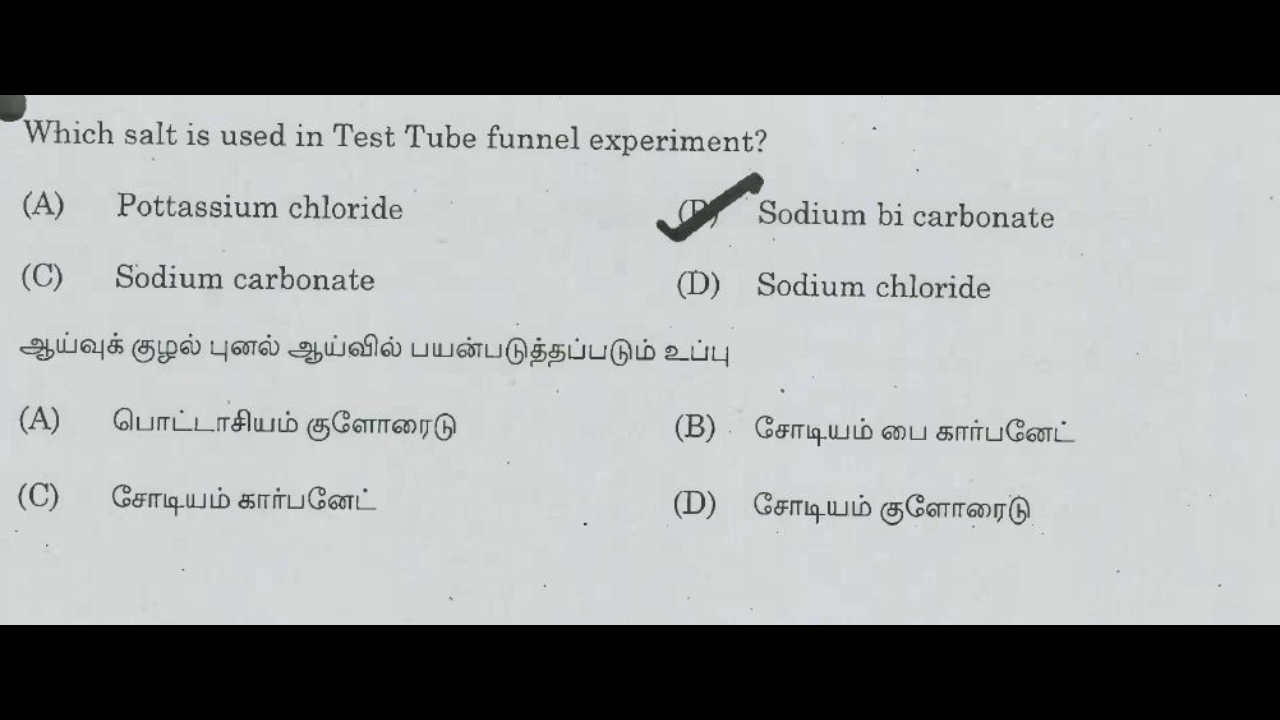 Which salt is used in Test Tube funnel experiment?
(A) Pottassium chloride (B) Sodium bi carbonate
(C) Sodium carbonate (D) Sodium chloride
ஆய்வுக் குழல் புனல் ஆய்வில் பயன்படுத்தப்படும் உப்பு
(A) பொட்டாசியம் குளோரைடு (B) சோடியம் பை கார்பனேட்
(C) சோடியம் கார்பனேட் (D) சோடியம் குளோரைடு